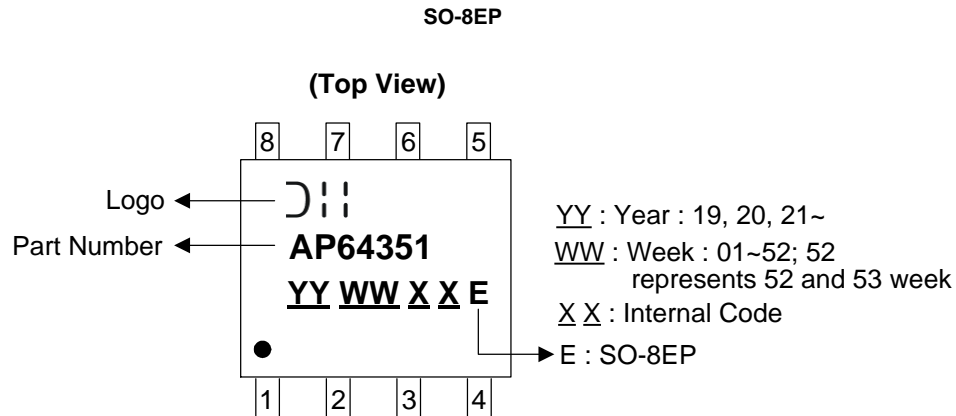 SO-8EP
(Top View)
8 7 6 5
Logo
Part Number
AP64351
YY WW X X E
YY : Year : 19, 20, 21~
WW : Week : 01~52; 52
represents 52 and 53 week
X X : Internal Code
E : SO-8EP
1 2 3 4